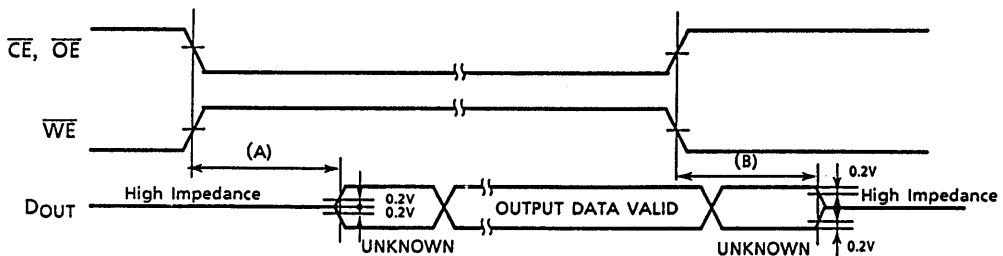 CE, OE
WE
(A)
(B)
0.2V
High Impedance
High Impedance
0.2V
DOUT
OUTPUT DATA VALID
0.2V
UNKNOWN
UNKNOWN
0.2V